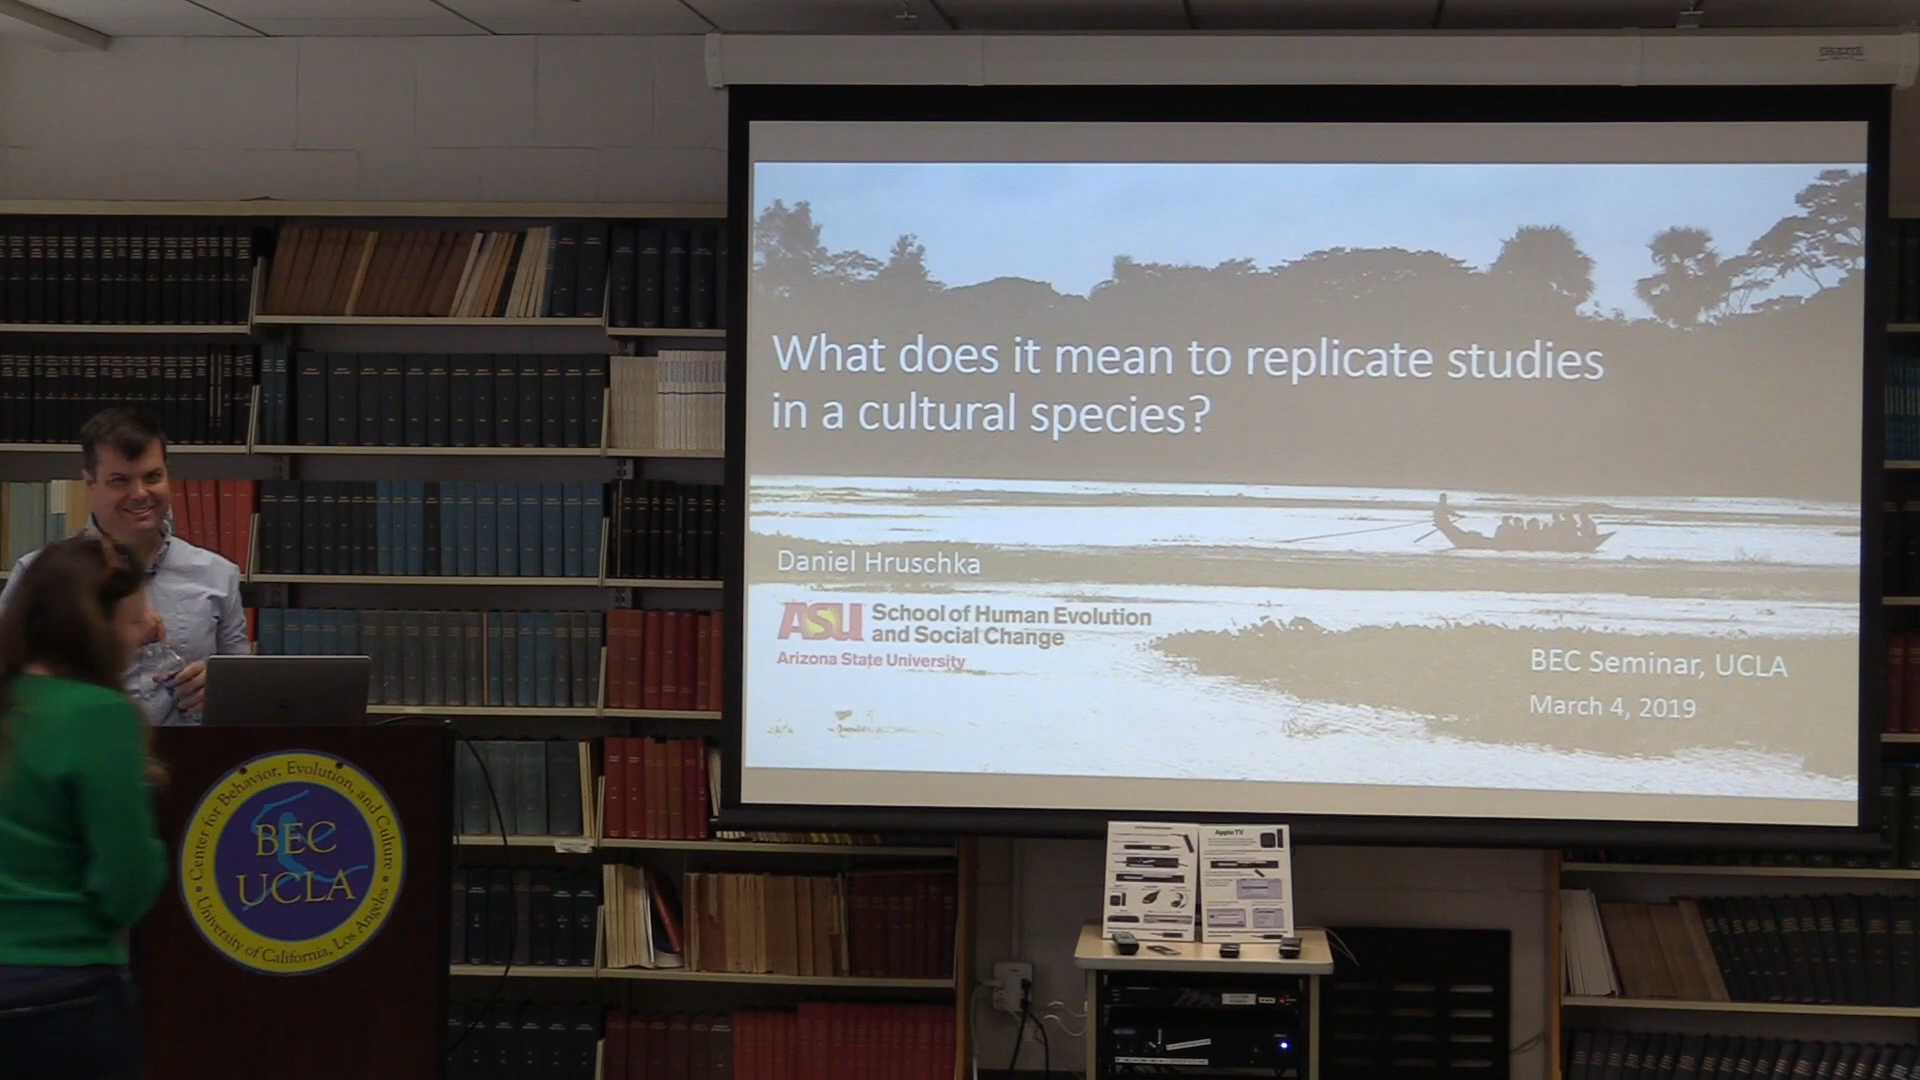 What does it mean to replicate studies
in a cultural species?
Daniel Hruschka
ASU School of Human Evolution
and Social Change
Arizona State University
BEC Seminar, UCLA
March 4, 2019
Center for Behavior, Evolution, and Culture
BEC
UCLA
University of California, Los Angeles
Apple TV